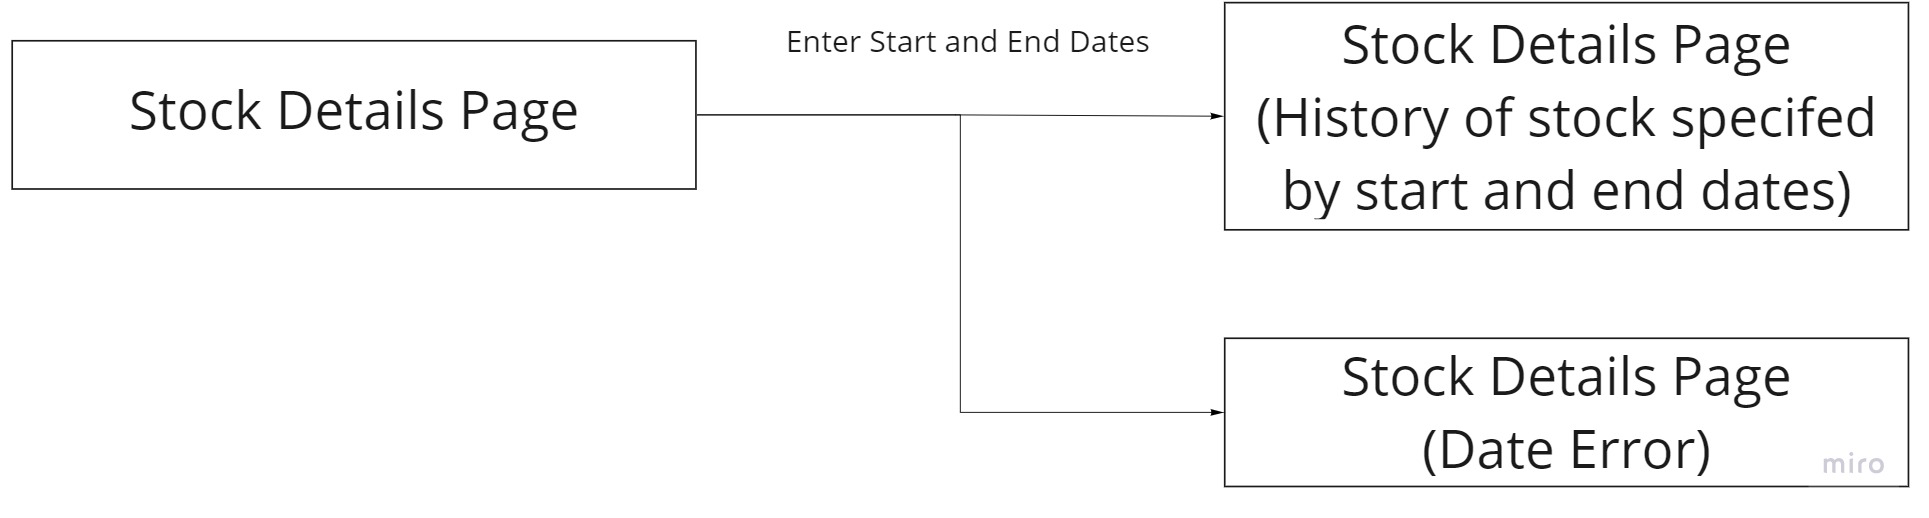 Enter Start and End Dates
Stock Details Page
Stock Details Page
(History of stock specifed
by start and end dates)
Stock Details Page
(Date Error)
miro